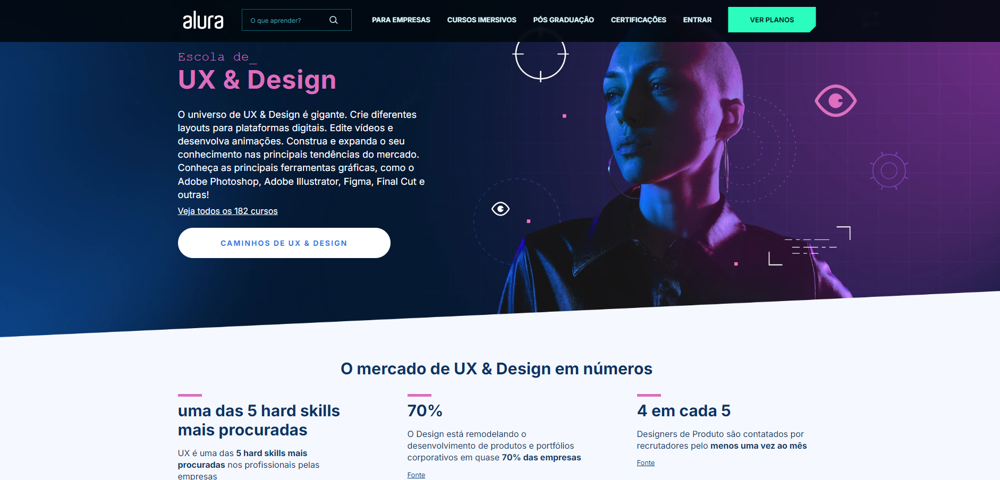 alura
O que aprender?
PARA EMPRESAS
CURSOS IMERSIVOS
PÓS GRADUAÇÃO
CERTIFICAÇÕES
ENTRAR
VER PLANOS
Escola de_
UX & Design
O universo de UX & Design é gigante. Crie diferentes
layouts para plataformas digitais. Edite vídeos e
desenvolva animações. Construa e expanda o seu
conhecimento nas principais tendências do mercado.
Conheça as principais ferramentas gráficas, como o
Adobe Photoshop, Adobe Illustrator, Figma, Final Cut e
outras!
Veja todos os 182 cursos
CAMINHOS DE UX & DESIGN
O mercado de UX & Design em números
uma das 5 hard skills
mais procuradas
UX é uma das 5 hard skills mais
procuradas nos profissionais pelas
empresas
70%
O Design está remodelando o
desenvolvimento de produtos e portfólios
corporativos em quase 70% das empresas
Fonte
4 em cada 5
Designers de Produto são contatados por
recrutadores pelo menos uma vez ao mês
Fonte